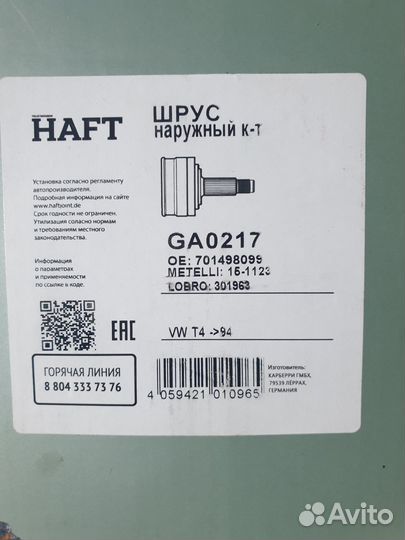 HAFT
ШРУС
наружный к-т
Установка согласно регламенту
автопроизводителя.
Подробная информация на сайте
www.haftjoint.de
Срок годности не ограничен.
Утилизация согласно нормам
и требованиям местного
законодательства.
Информация
о параметрах
и применяемости
по ссылке в коде.
GA0217
OE: 701498099
METELLI: 15-1123
LOBRO: 301963
EAC
VW T4 ->94
ГОРЯЧАЯ ЛИНИЯ
8 804 333 73 76
4 059421 010965
Изготовитель:
КАРБЕРРИ ГМБХ,
79539 ЛЁРРАХ,
ГЕРМАНИЯ
Avito